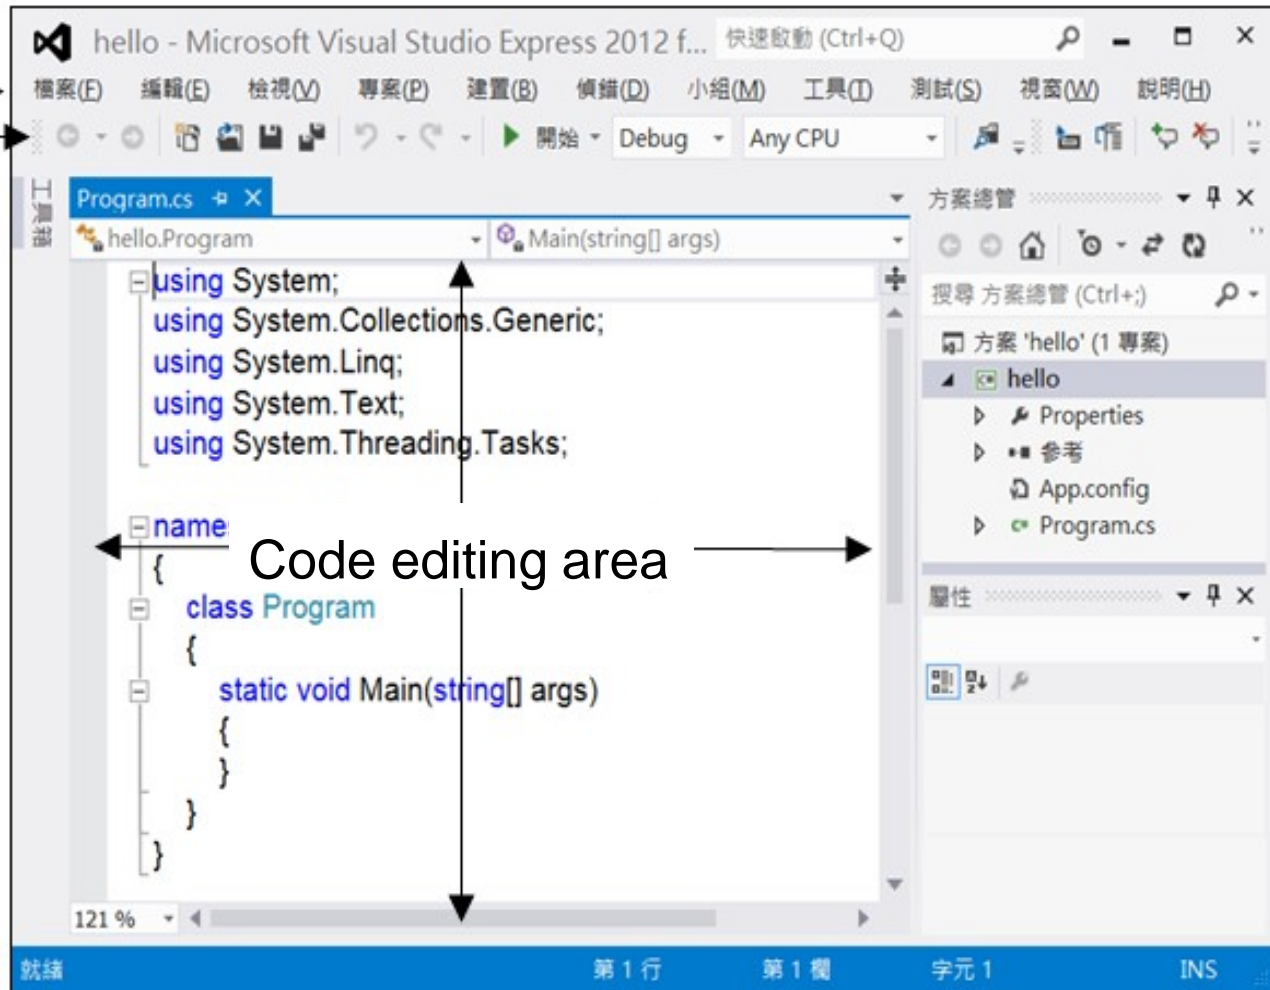 hello - Microsoft Visual Studio Express 2012 f... 快速啟動 (Ctrl+Q)
檔案(F) 編輯(E) 檢視(V) 專案(P) 建置(B) 偵錯(D) 小組(M) 工具(T) 測試(S) 視窗(W) 說明(H)
開始 Debug Any CPU
工具箱
Program.cs
hello.Program Main(string[] args)
using System;
using System.Collections.Generic;
using System.Linq;
using System.Text;
using System.Threading.Tasks;
Code editing area
{
class Program
{
static void Main(string[] args)
{
}
}
}
121 %
方案總管
搜尋 方案總管 (Ctrl+;)
方案 'hello' (1 專案)
hello
Properties
參考
App.config
Program.cs
屬性
就緒 第 1 行 第 1 欄 字元 1 INS